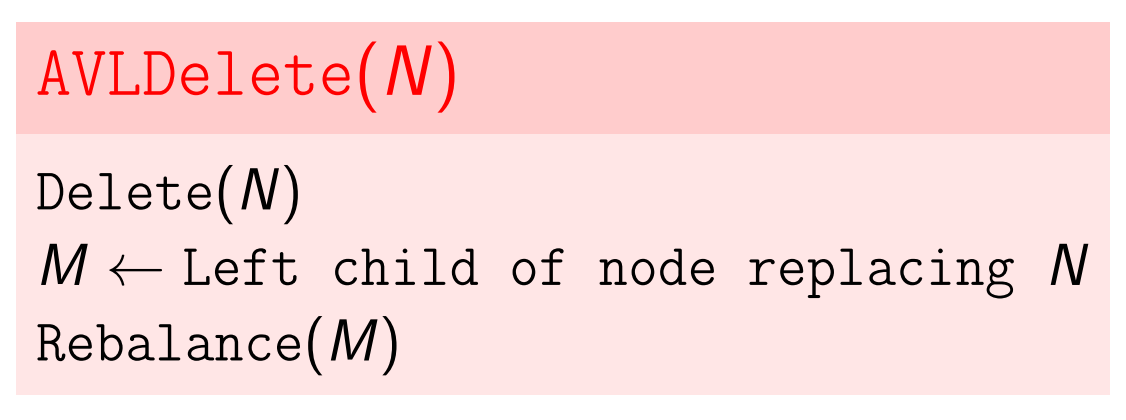 AVLDelete(N)
Delete(N)
M ← Left child of node replacing N
Rebalance(M)